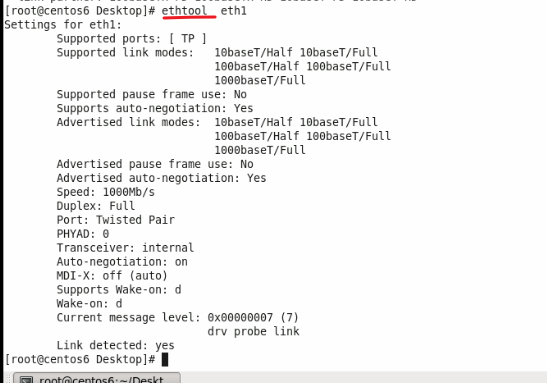 [root@centos6 Desktop]# ethtool  eth1
Settings for eth1:
        Supported ports: [ TP ]
        Supported link modes:   10baseT/Half 10baseT/Full
                                100baseT/Half 100baseT/Full
                                1000baseT/Full
        Supported pause frame use: No
        Supports auto-negotiation: Yes
        Advertised link modes:  10baseT/Half 10baseT/Full
                                100baseT/Half 100baseT/Full
                                1000baseT/Full
        Advertised pause frame use: No
        Advertised auto-negotiation: Yes
        Speed: 1000Mb/s
        Duplex: Full
        Port: Twisted Pair
        PHYAD: 0
        Transceiver: internal
        Auto-negotiation: on
        MDI-X: off (auto)
        Supports Wake-on: d
        Wake-on: d
        Current message level: 0x00000007 (7)
                               drv probe link
        Link detected: yes
[root@centos6 Desktop]#
root@centos6:~/Deskt